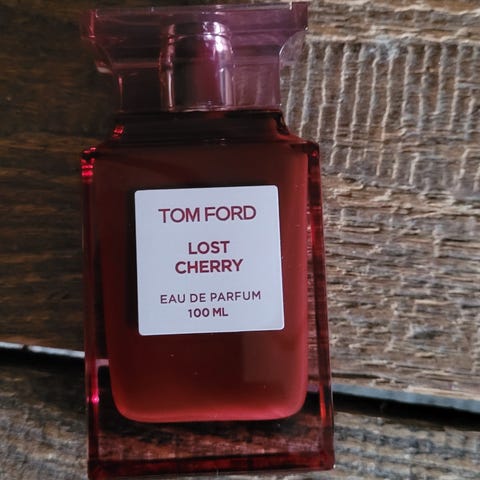 TOM FORD
LOST
CHERRY
EAU DE PARFUM
100 ML